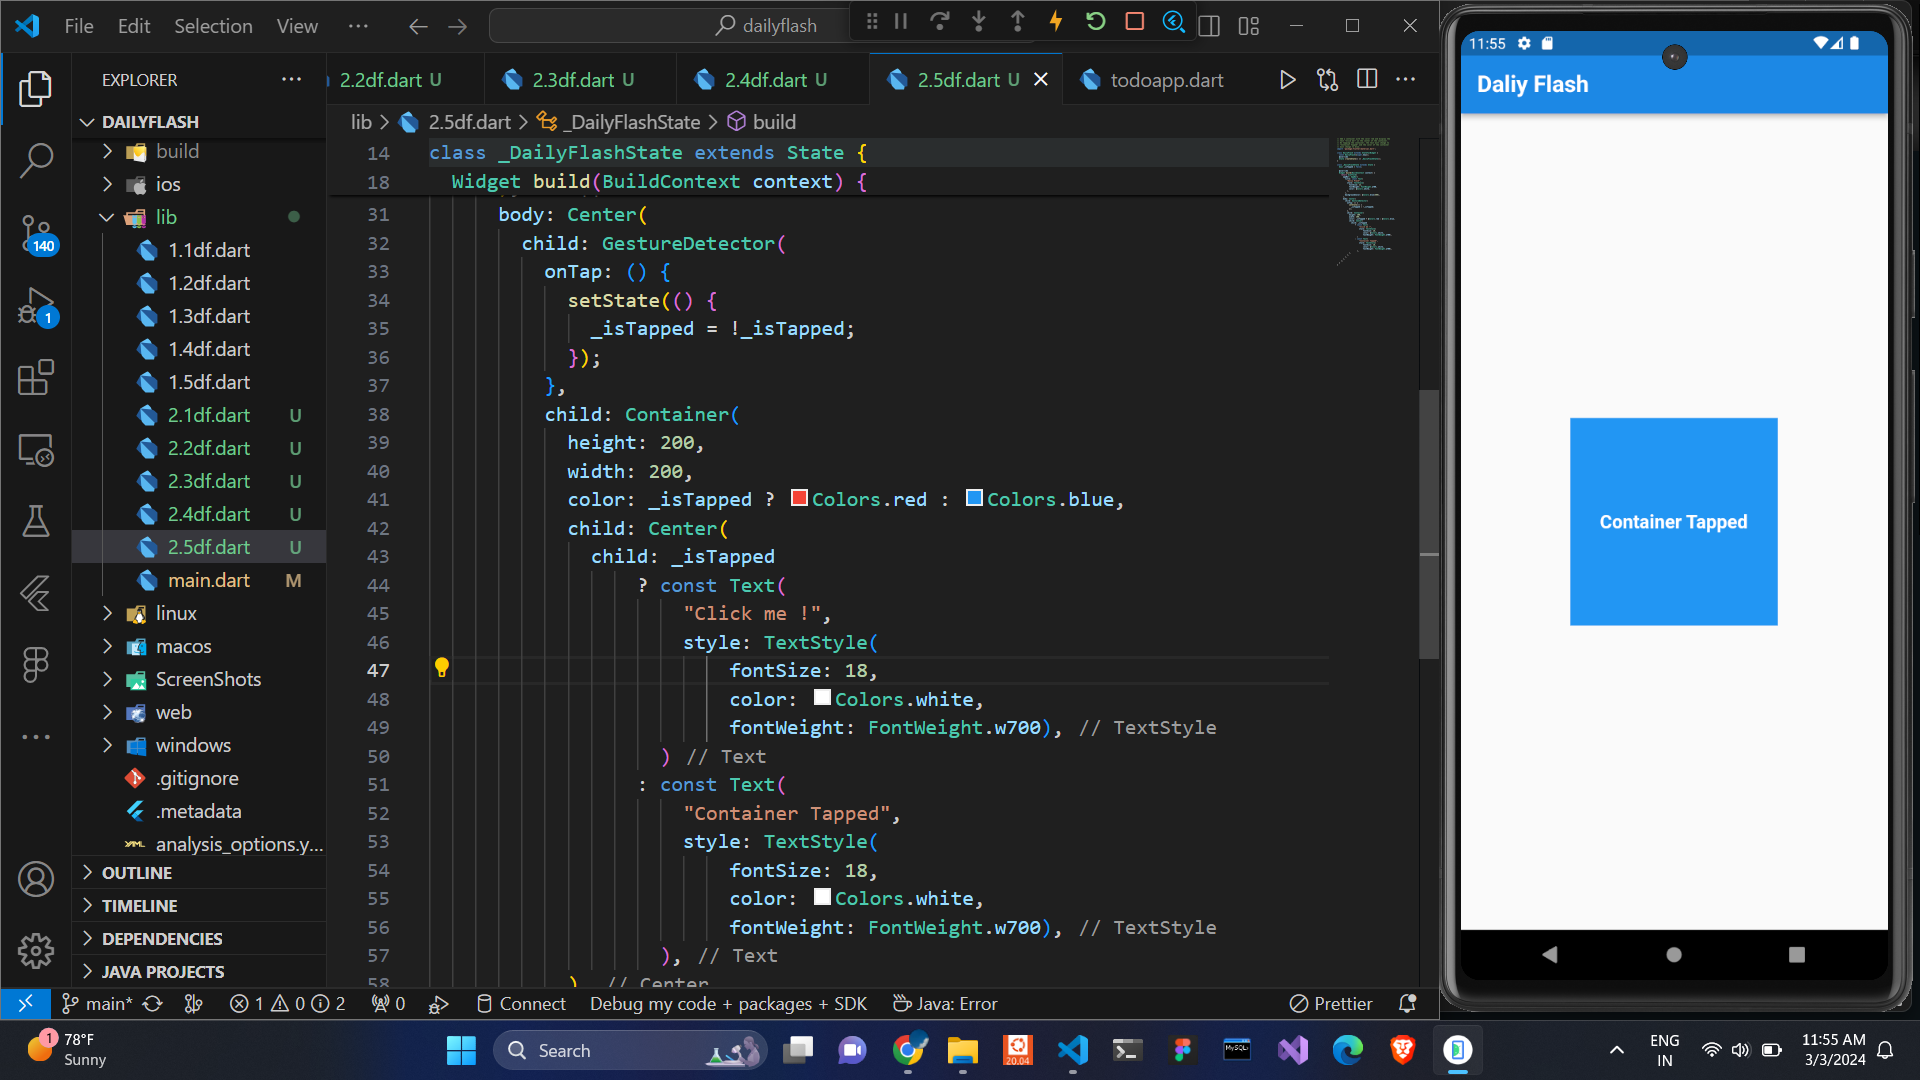 File Edit Selection View ··· dailyflash
EXPLORER ···
DAILYFLASH
build
ios
lib
1.1df.dart
1.2df.dart
1.3df.dart
1.4df.dart
1.5df.dart
2.1df.dart U
2.2df.dart U
2.3df.dart U
2.4df.dart U
2.5df.dart U
main.dart M
linux
macos
ScreenShots
web
windows
.gitignore
.metadata
analysis_options.y...
OUTLINE
TIMELINE
DEPENDENCIES
JAVA PROJECTS
140
1
2.2df.dart U 2.3df.dart U 2.4df.dart U 2.5df.dart U todoapp.dart
lib > 2.5df.dart > _DailyFlashState > build
14 class _DailyFlashState extends State {
18 Widget build(BuildContext context) {
31 body: Center(
32 child: GestureDetector(
33 onTap: () {
34 setState(() {
35 _isTapped = !_isTapped;
36 });
37 },
38 child: Container(
39 height: 200,
40 width: 200,
41 color: _isTapped ? Colors.red : Colors.blue,
42 child: Center(
43 child: _isTapped
44 ? const Text(
45 "Click me !",
46 style: TextStyle(
47 fontSize: 18,
48 color: Colors.white,
49 fontWeight: FontWeight.w700), // TextStyle
50 ) // Text
51 : const Text(
52 "Container Tapped",
53 style: TextStyle(
54 fontSize: 18,
55 color: Colors.white,
56 fontWeight: FontWeight.w700), // TextStyle
57 ), // Text
58 ) // Center
main* 1 0 2 0 Connect Debug my code + packages + SDK Java: Error Prettier
11:55
Daliy Flash
Container Tapped
1 78°F
Sunny
Search
20.04
MySQL
ENG
IN
11:55 AM
3/3/2024